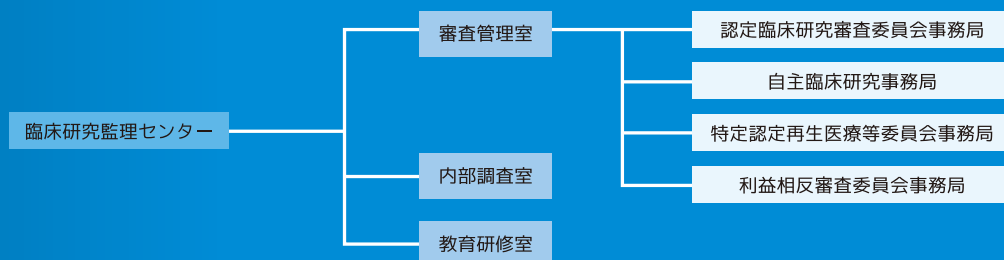 臨床研究監理センター
審査管理室
認定臨床研究審査委員会事務局
自主臨床研究事務局
特定認定再生医療等委員会事務局
利益相反審査委員会事務局
内部調査室
教育研修室